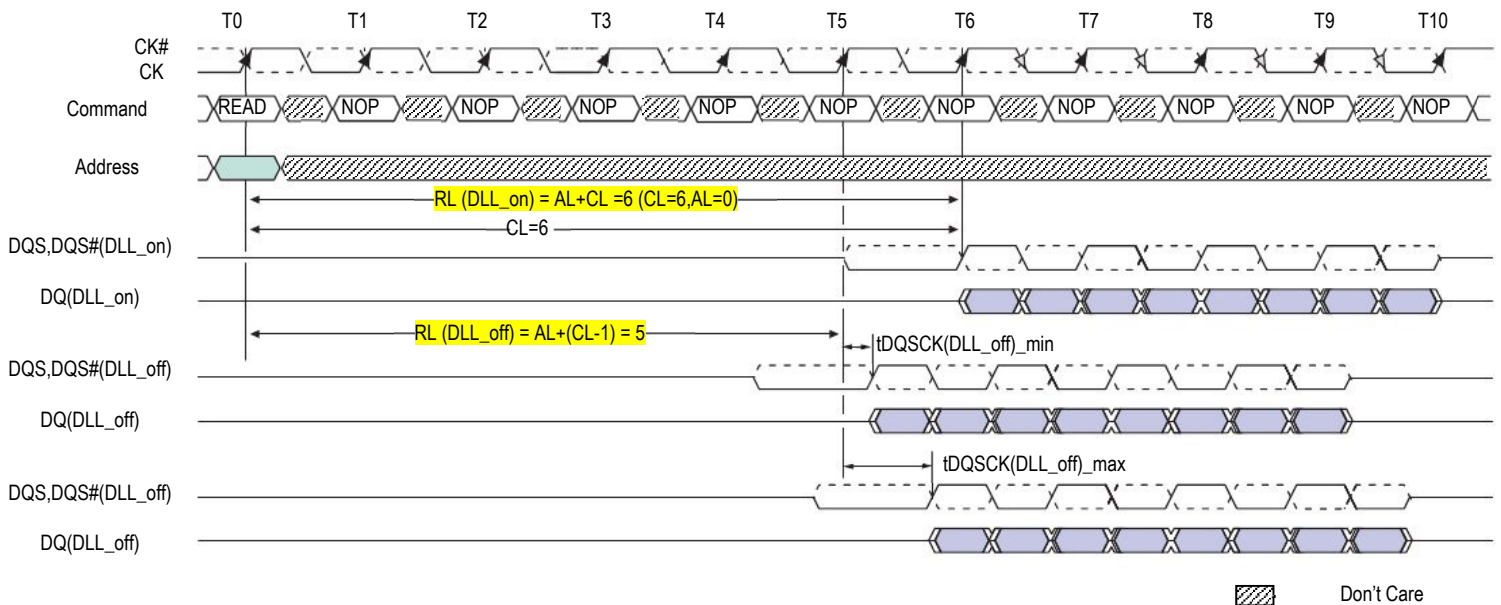 T0 T1 T2 T3 T4 T5 T6 T7 T8 T9 T10
CK#
CK
Command READ NOP NOP NOP NOP NOP NOP NOP NOP NOP NOP
Address
RL (DLL_on) = AL+CL =6 (CL=6,AL=0)
CL=6
DQS,DQS#(DLL_on)
DQ(DLL_on)
RL (DLL_off) = AL+(CL-1) = 5
tDQSCK(DLL_off)_min
DQS,DQS#(DLL_off)
DQ(DLL_off)
tDQSCK(DLL_off)_max
DQS,DQS#(DLL_off)
DQ(DLL_off)
Don't Care